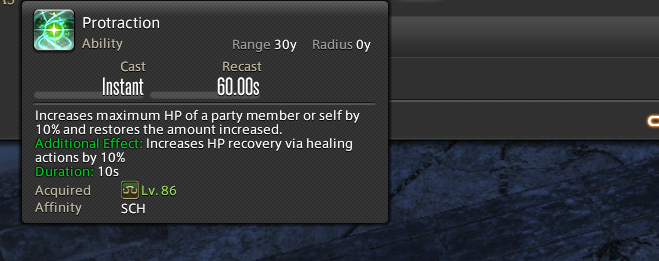 Protraction
Ability
Range 30y Radius 0y
Cast Recast
Instant 60.00s
Increases maximum HP of a party member or self by
10% and restores the amount increased.
Additional Effect: Increases HP recovery via healing
actions by 10%
Duration: 10s
Acquired Lv. 86
Affinity SCH